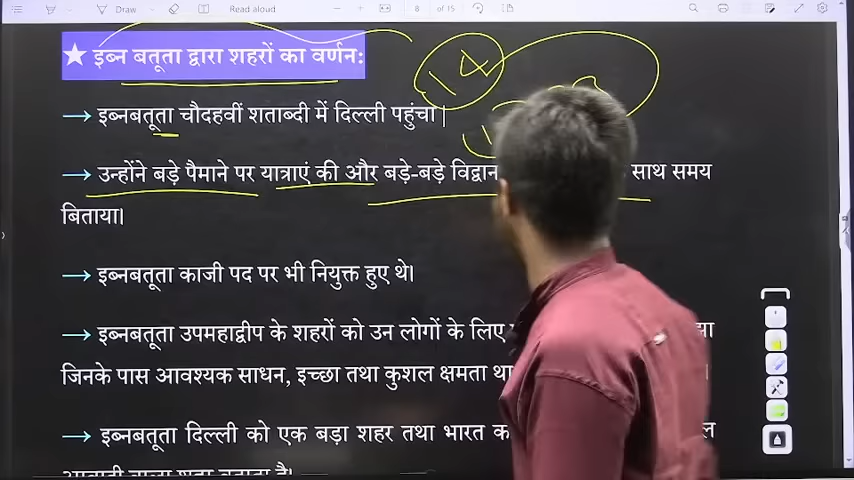 Read aloud
8
of 15
★ इब्न बतूता द्वारा शहरों का वर्णन:
14
→ इब्नबतूता चौदहवीं शताब्दी में दिल्ली पहुंचा|
→ उन्होंने बड़े पैमाने पर यात्राएं की और बड़े-बड़े विद्वान साथ समय
बिताया।
→ इब्नबतूता काजी पद पर भी नियुक्त हुए थे।
→ इब्नबतूता उपमहाद्वीप के शहरों को उन लोगों के लिए
जिनके पास आवश्यक साधन, इच्छा तथा कुशल क्षमता था
→ इब्नबतूता दिल्ली को एक बड़ा शहर तथा भारत